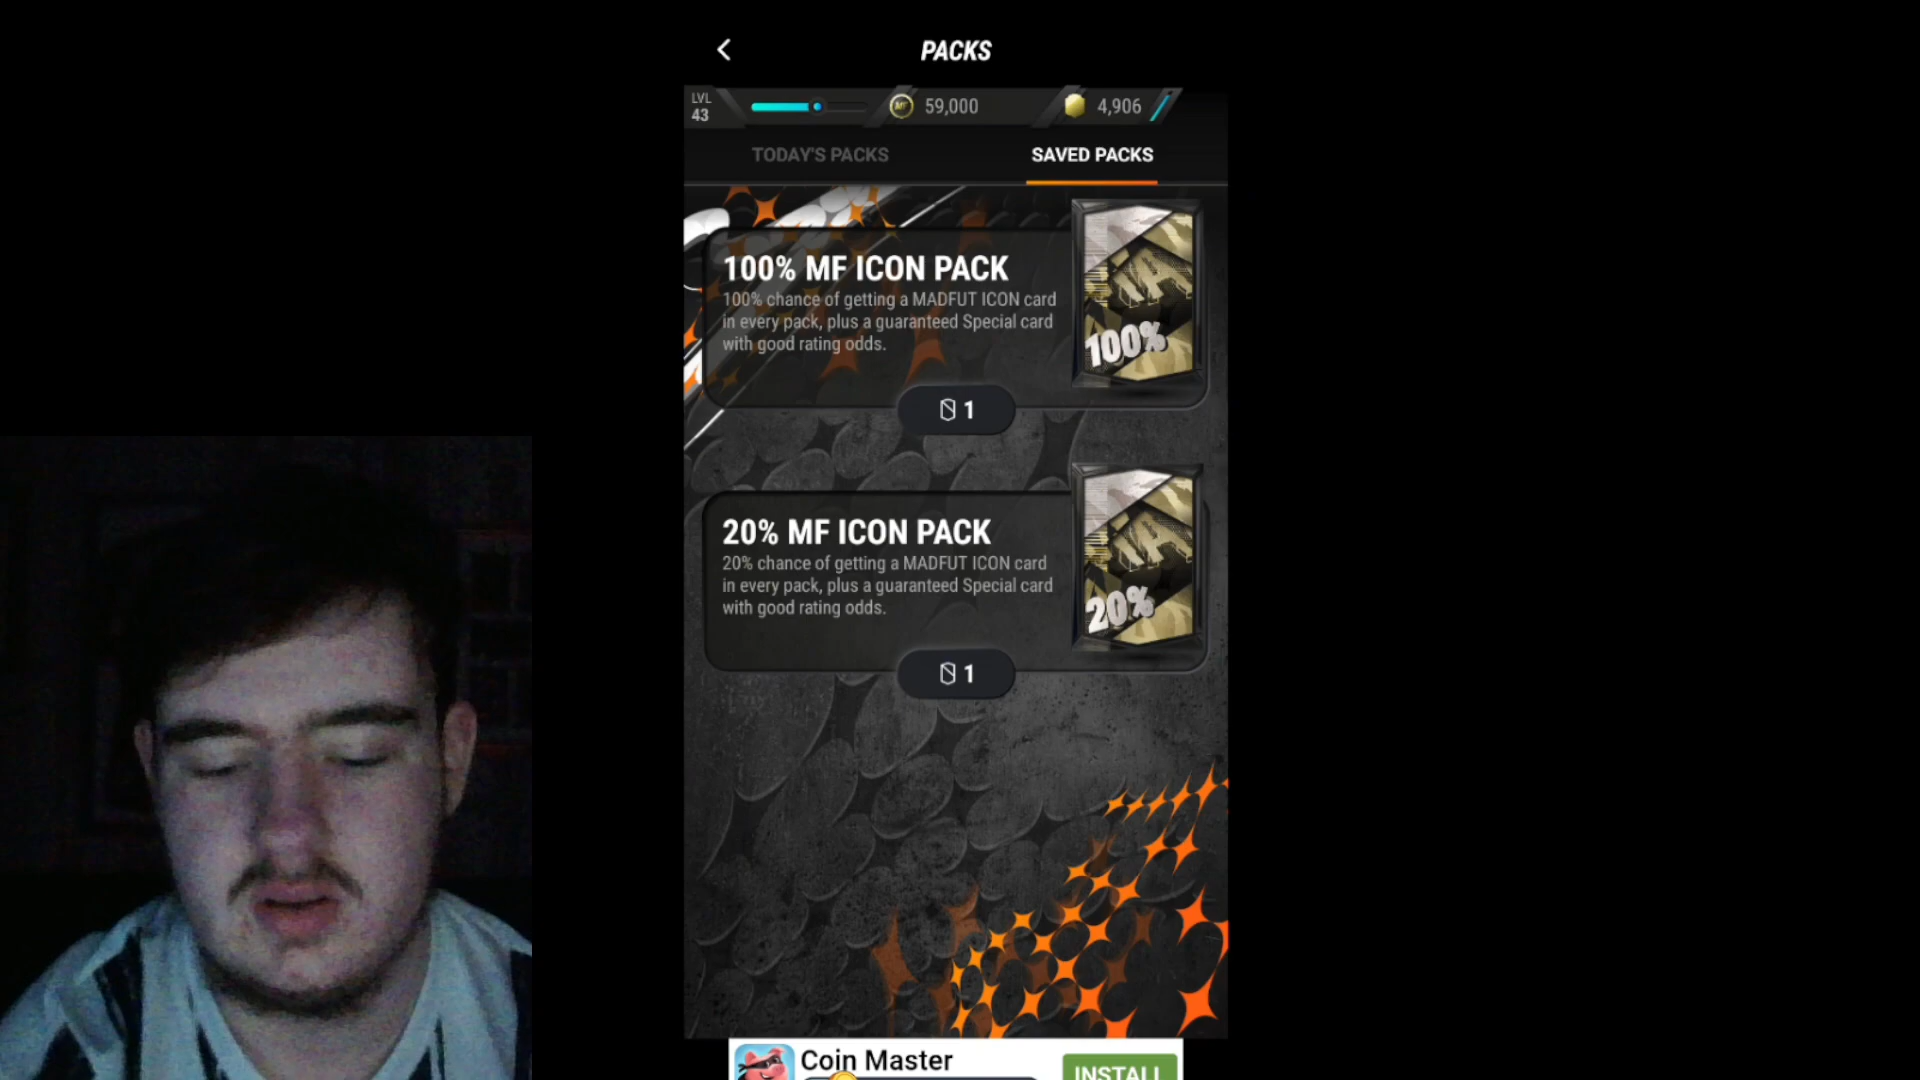 PACKS
LVL
43
59,000
4,906
TODAY'S PACKS
SAVED PACKS
100% MF ICON PACK
100% chance of getting a MADFUT ICON card
in every pack, plus a guaranteed Special card
with good rating odds.
100%
1
20% MF ICON PACK
20% chance of getting a MADFUT ICON card
in every pack, plus a guaranteed Special card
with good rating odds.
20%
1
Coin Master
INSTALL